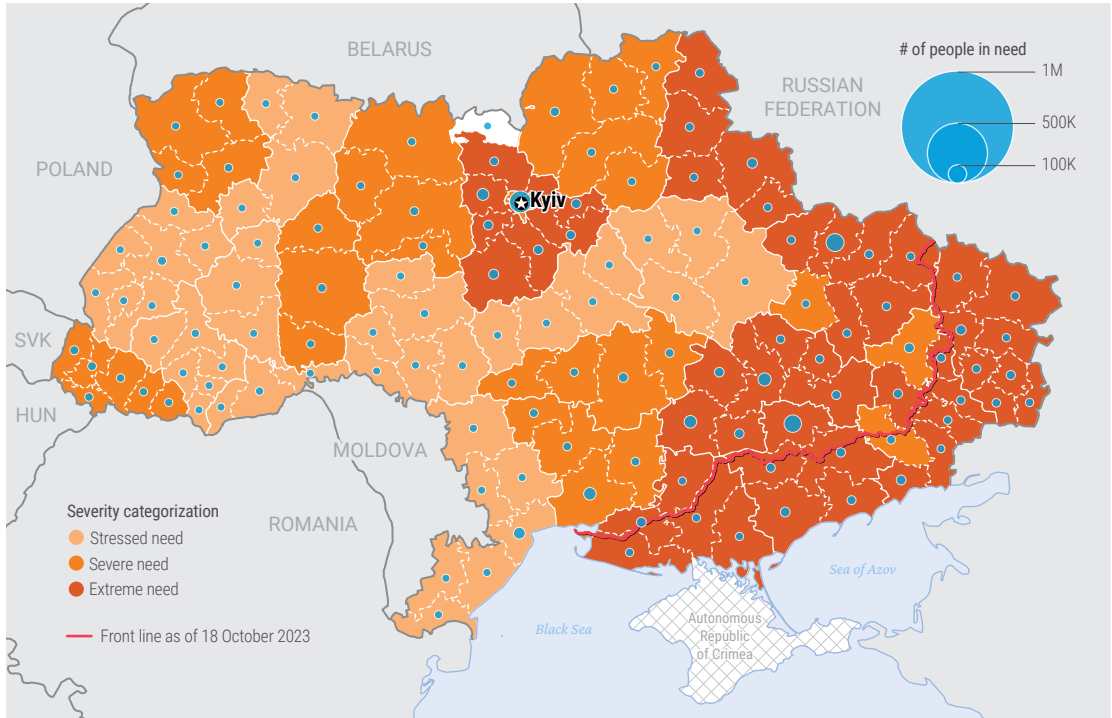 BELARUS
# of people in need
1M
RUSSIAN
FEDERATION
500K
100K
POLAND
Kyiv
SVK
HUN
MOLDOVA
ROMANIA
Severity categorization
Stressed need
Severe need
Extreme need
Front line as of 18 October 2023
Sea of Azov
Black Sea
Autonomous
Republic
of Crimea